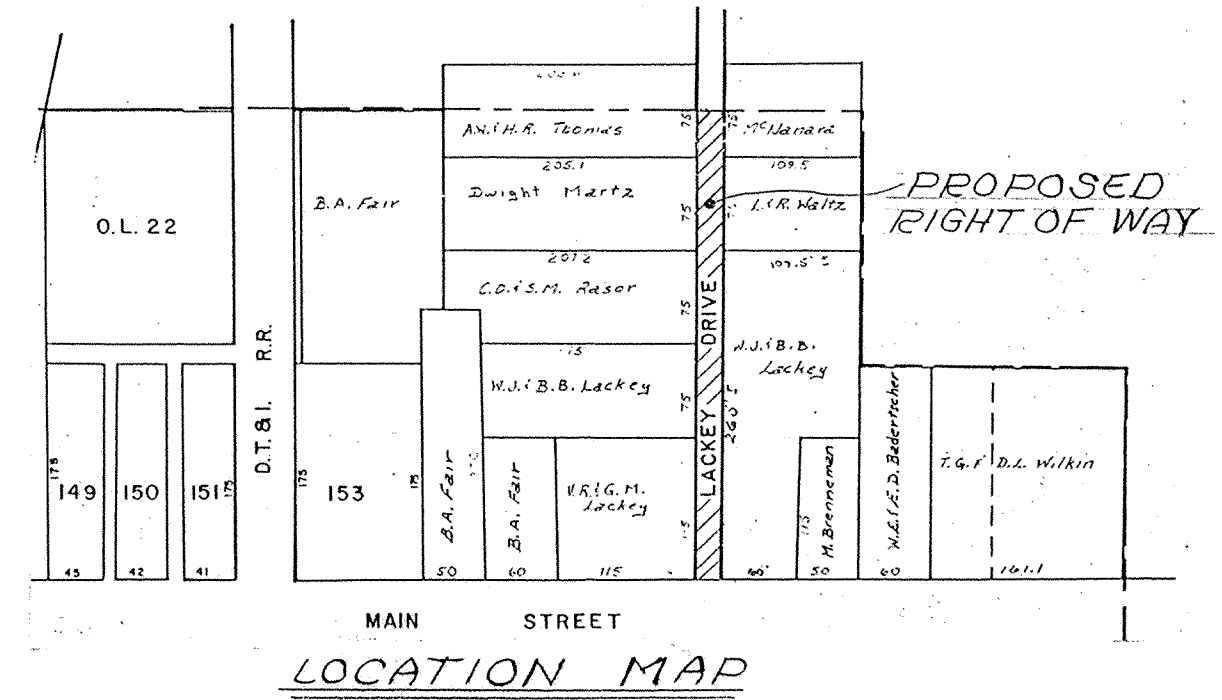 A.W. & H.R. Thomas
75
75
McNamara
205.1
109.5
Dwight Martz
75
L & R. Waltz
PROPOSED
RIGHT OF WAY
B.A. Fair
O.L. 22
201.2
109.5
C.D. & S.M. Rasor
75
LACKEY DRIVE
D.T. & I. R.R.
W.J. & B.B.
Lackey
W.J. & B.B. Lackey
75
260'
175
149
150
151
175
175
153
175
B.A. Fair
B.A. Fair
V.R. & G.M.
Lackey
115
115
M. Brenneman
W.E. & E.D. Badertscher
T.G. & D.L. Wilkin
45
42
41
50
60
115
60'
50
60
161.1
MAIN STREET
LOCATION MAP